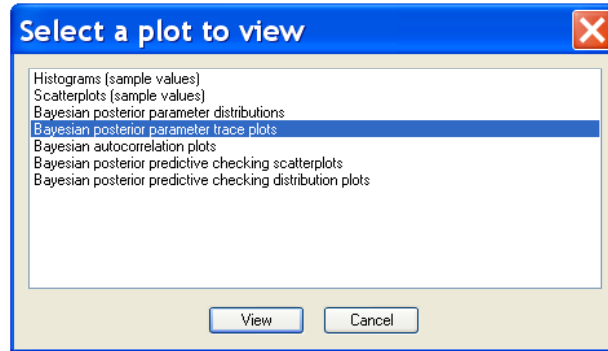 Select a plot to view
Histograms (sample values)
Scatterplots (sample values)
Bayesian posterior parameter distributions
Bayesian posterior parameter trace plots
Bayesian autocorrelation plots
Bayesian posterior predictive checking scatterplots
Bayesian posterior predictive checking distribution plots
View Cancel